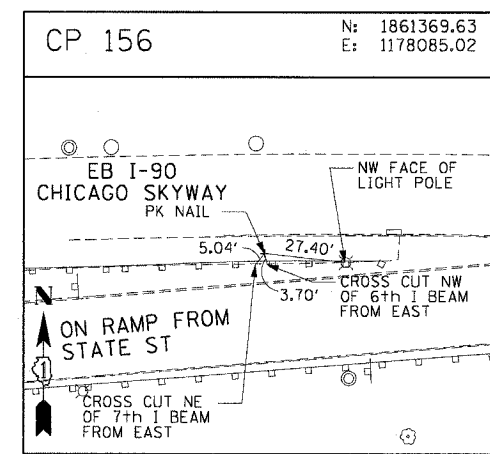 CP 156
N: 1861369.63
E: 1178085.02
EB I-90
CHICAGO SKYWAY
PK NAIL
NW FACE OF
LIGHT POLE
5.04'
27.40'
3.70'
CROSS CUT NW
OF 6th I BEAM
FROM EAST
N
ON RAMP FROM
STATE ST
1
CROSS CUT NE
OF 7th I BEAM
FROM EAST